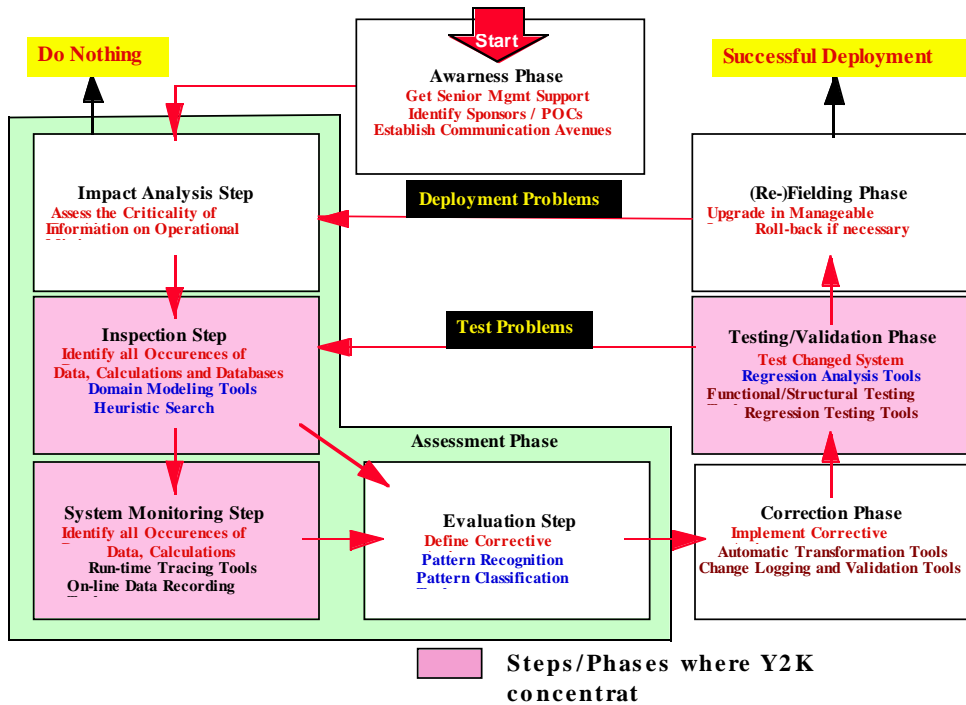 Start
Do Nothing
Successful Deployment
Awarness Phase
Get Senior Mgmt Support
Identify Sponsors / POCs
Establish Communication Avenues
Impact Analysis Step
Assess the Criticality of
Information on Operational
Deployment Problems
(Re-)Fielding Phase
Upgrade in Manageable
Roll-back if necessary
Inspection Step
Identify all Occurences of
Data, Calculations and Databases
Domain Modeling Tools
Heuristic Search
Test Problems
Testing/Validation Phase
Test Changed System
Regression Analysis Tools
Functional/Structural Testing
Regression Testing Tools
Assessment Phase
System Monitoring Step
Identify all Occurences of
Data, Calculations
Run-time Tracing Tools
On-line Data Recording
Evaluation Step
Define Corrective
Pattern Recognition
Pattern Classification
Correction Phase
Implement Corrective
Automatic Transformation Tools
Change Logging and Validation Tools
Steps/Phases where Y2K
concentrat